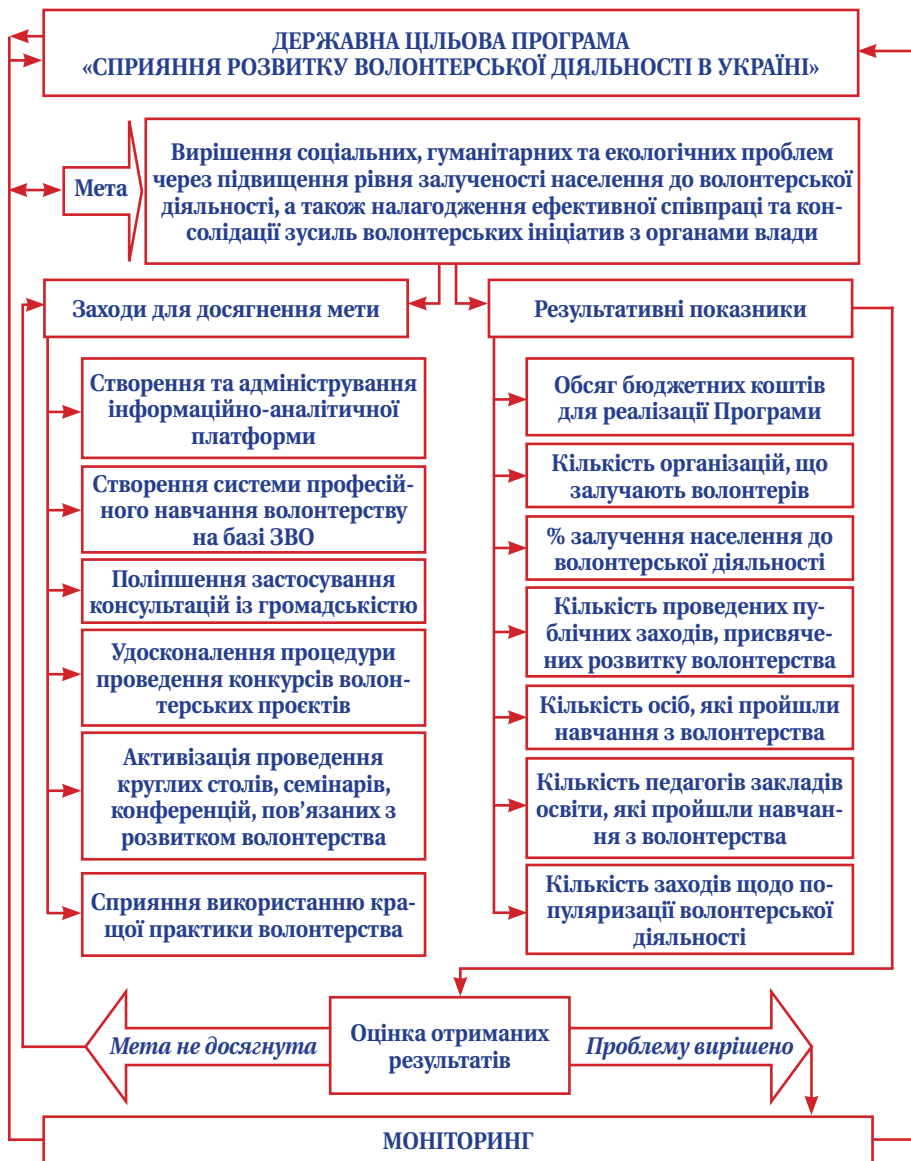 ДЕРЖАВНА ЦІЛЬОВА ПРОГРАМА
«СПРИЯННЯ РОЗВИТКУ ВОЛОНТЕРСЬКОЇ ДІЯЛЬНОСТІ В УКРАЇНІ»
Мета
Вирішення соціальних, гуманітарних та екологічних проблем
через підвищення рівня залученості населення до волонтерської
діяльності, а також налагодження ефективної співпраці та кон-
солідації зусиль волонтерських ініціатив з органами влади
Заходи для досягнення мети
Створення та адміністрування
інформаційно-аналітичної
платформи
Створення системи професій-
ного навчання волонтерству
на базі ЗВО
Поліпшення застосування
консультацій із громадськістю
Удосконалення процедури
проведення конкурсів волон-
терських проєктів
Активізація проведення
круглих столів, семінарів,
конференцій, пов’язаних з
розвитком волонтерства
Сприяння використанню кра-
щої практики волонтерства
Результативні показники
Обсяг бюджетних коштів
для реалізації Програми
Кількість організацій, що
залучають волонтерів
% залучення населення до
волонтерської діяльності
Кількість проведених пу-
блічних заходів, присвяче-
них розвитку волонтерства
Кількість осіб, які пройшли
навчання з волонтерства
Кількість педагогів закладів
освіти, які пройшли навчан-
ня з волонтерства
Кількість заходів щодо по-
пуляризації волонтерської
діяльності
Мета не досягнута
Оцінка отриманих
результатів
Проблему вирішено
МОНІТОРИНГ